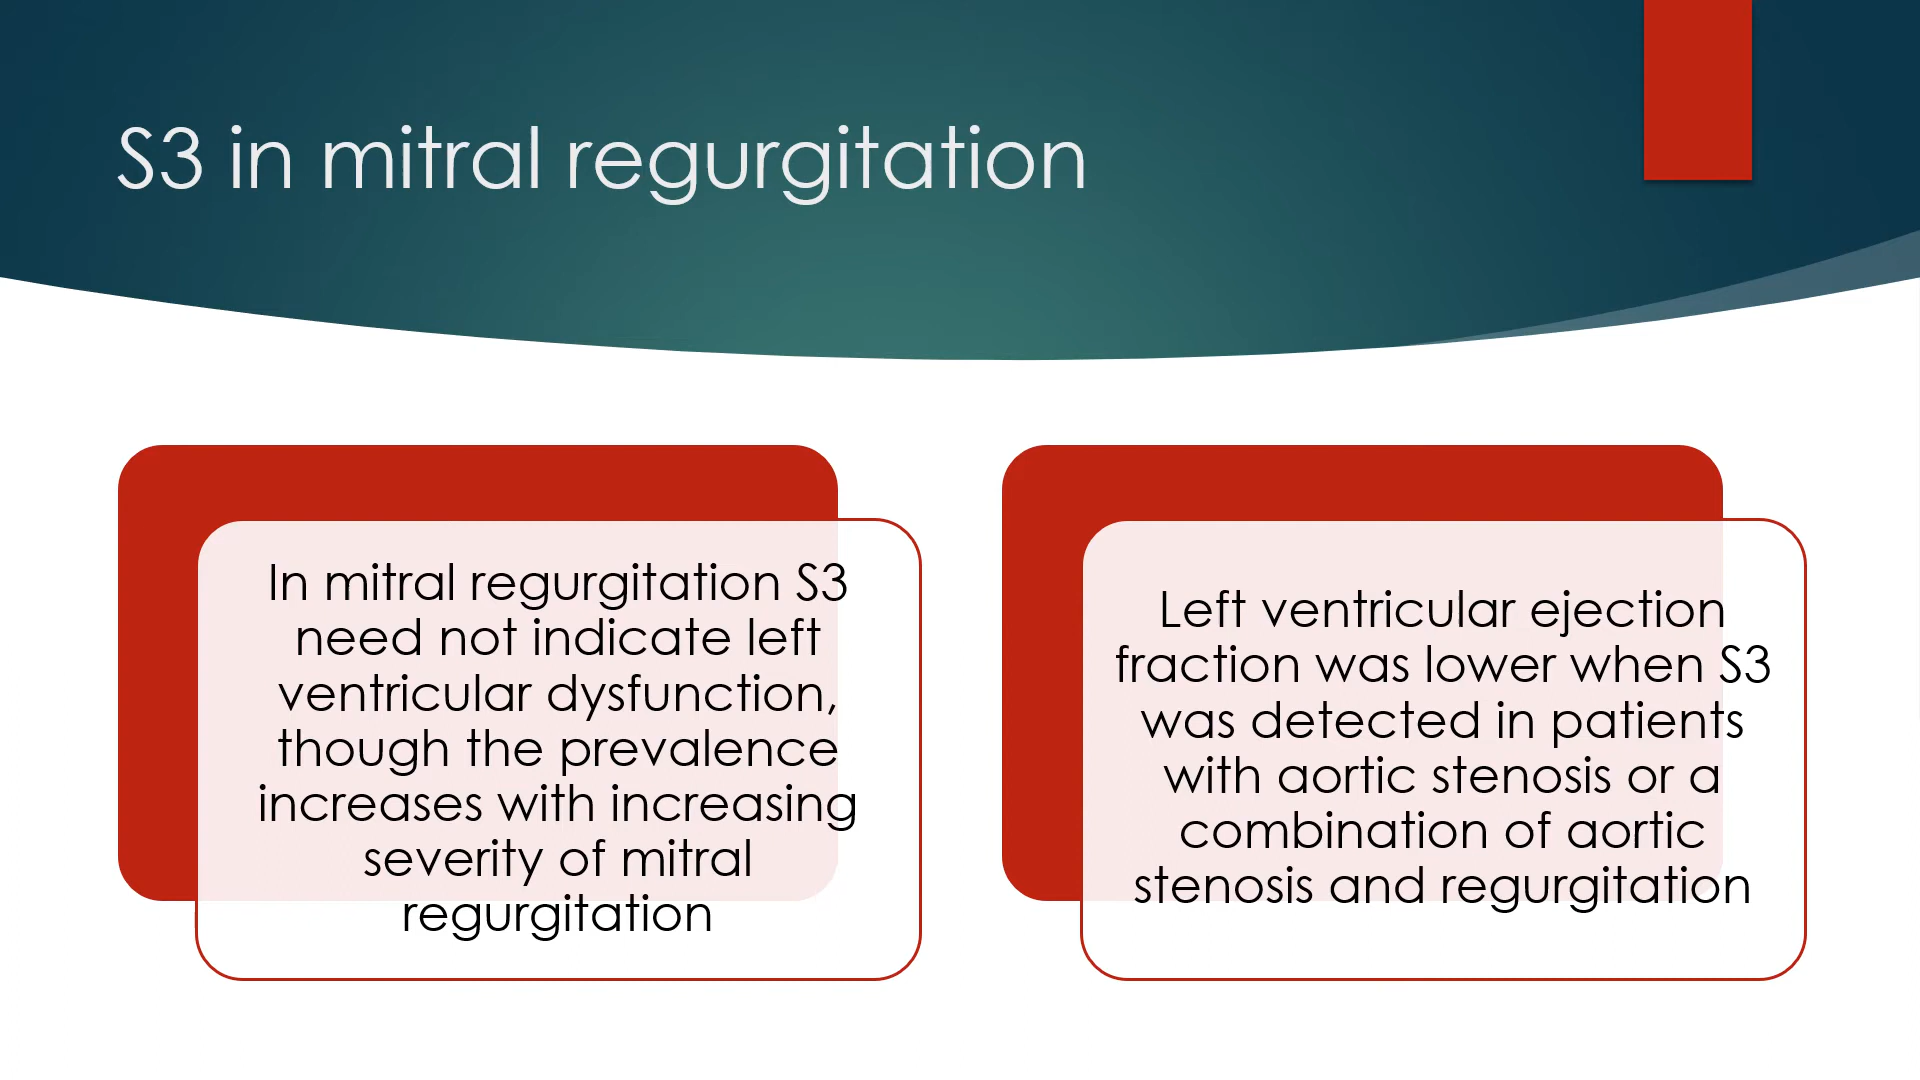 S3 in mitral regurgitation
In mitral regurgitation S3
need not indicate left
ventricular dysfunction,
though the prevalence
increases with increasing
severity of mitral
regurgitation
Left ventricular ejection
fraction was lower when S3
was detected in patients
with aortic stenosis or a
combination of aortic
stenosis and regurgitation